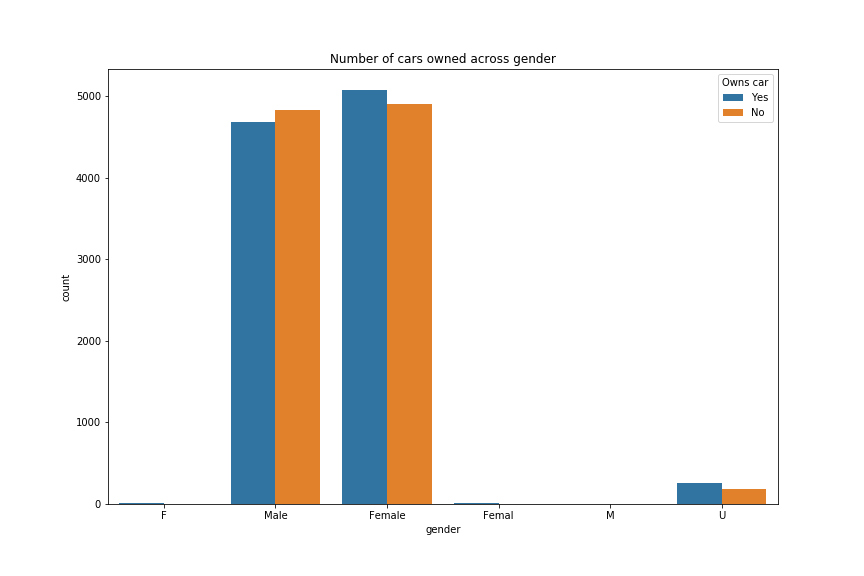 Number of cars owned across gender
Owns car
Yes
No
5000
4000
3000
2000
1000
0
count
F Male Female Femal M U
gender